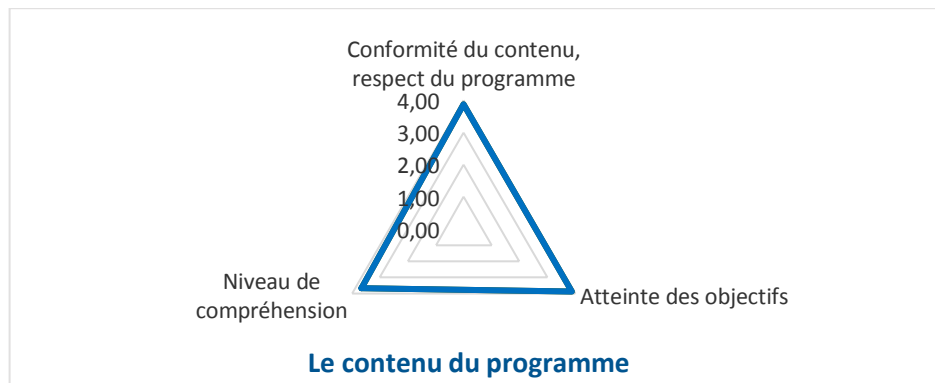 Conformité du contenu,
respect du programme
4,00
3,00
2,00
1,00
0,00
Niveau de
compréhension
Atteinte des objectifs
Le contenu du programme